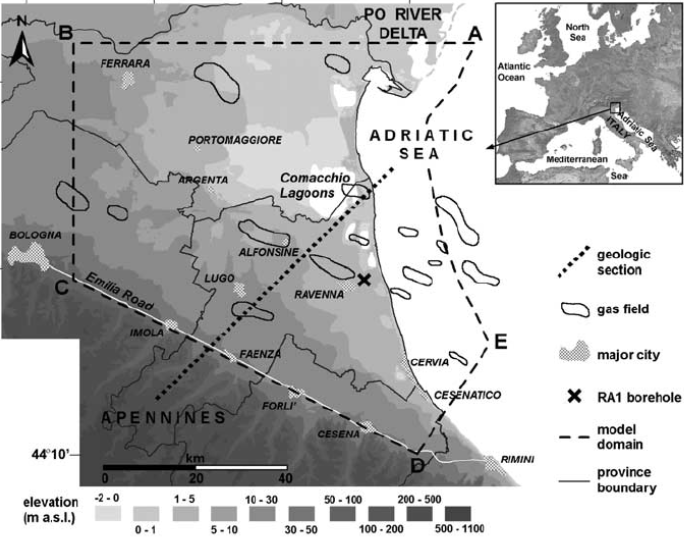 N
B
PO RIVER
DELTA
A
FERRARA
PORTOMAGGIORE
ADRIATIC
SEA
ARGENTA
Comacchio
Lagoons
BOLOGNA
ALFONSINE
C
Emilia Road
LUGO
RAVENNA
IMOLA
FAENZA
E
CERVIA
APENNINES
FORLI'
CESENATICO
CESENA
44°10'
km
D
RIMINI
0
20
40
North
Sea
Atlantic
Ocean
Adriatic Sea
ITALY
Mediterranean
Sea
geologic
section
gas field
major city
RA1 borehole
model
domain
province
boundary
elevation
(m a.s.l.)
-2 - 0
1 - 5
10 - 30
50 - 100
200 - 500
0 - 1
5 - 10
30 - 50
100 - 200
500 - 1100